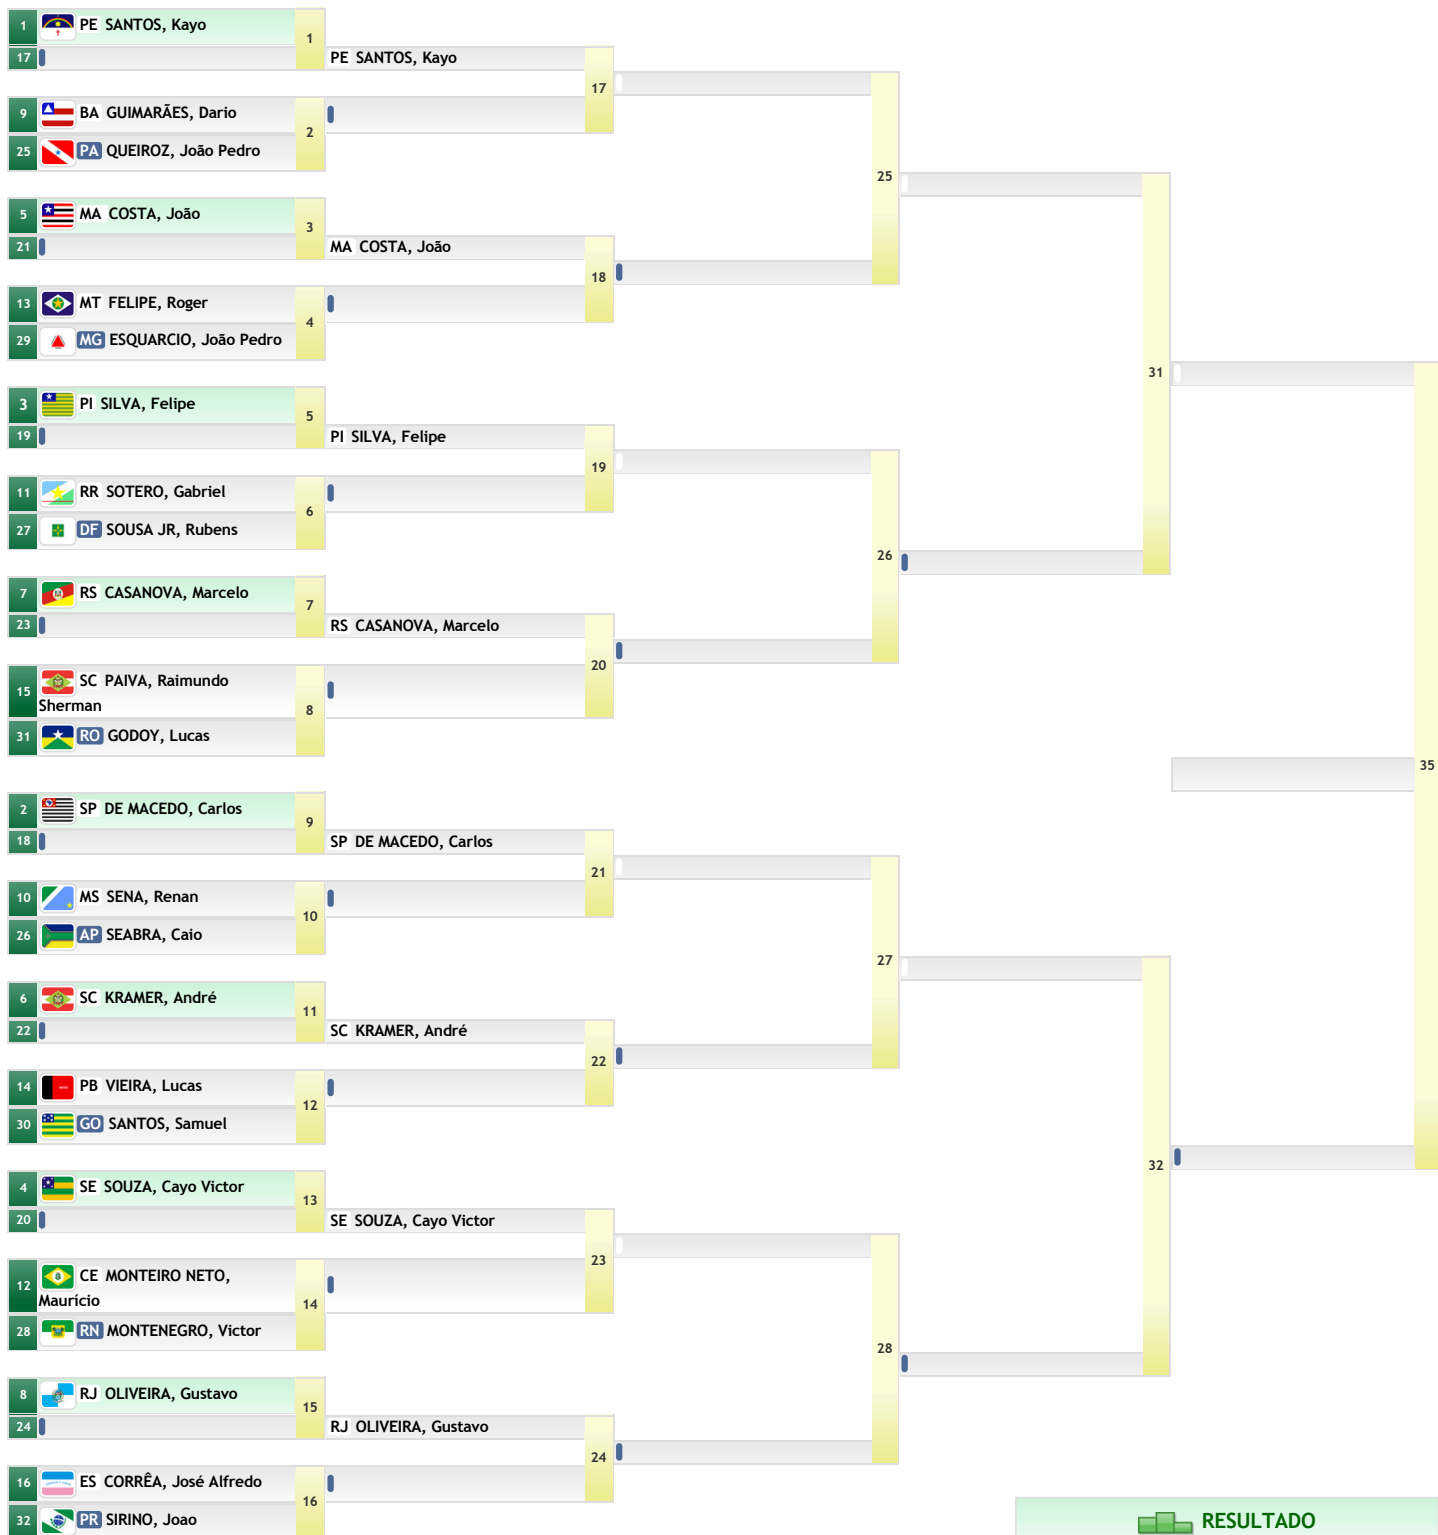 1 PE SANTOS, Kayo
1
17
PE SANTOS, Kayo
17
9 BA GUIMARÃES, Dario
2
25 PA QUEIROZ, João Pedro
25
5 MA COSTA, João
3
21
MA COSTA, João
18
13 MT FELIPE, Roger
4
29 MG ESQUARCIO, João Pedro
31
3 PI SILVA, Felipe
5
19
PI SILVA, Felipe
19
11 RR SOTERO, Gabriel
6
27 DF SOUSA JR, Rubens
26
7 RS CASANOVA, Marcelo
7
23
RS CASANOVA, Marcelo
20
15 SC PAIVA, Raimundo
Sherman
8
31 RO GODOY, Lucas
35
2 SP DE MACEDO, Carlos
9
18
SP DE MACEDO, Carlos
21
10 MS SENA, Renan
10
26 AP SEABRA, Caio
27
6 SC KRAMER, André
11
22
SC KRAMER, André
22
14 PB VIEIRA, Lucas
12
30 GO SANTOS, Samuel
32
4 SE SOUZA, Cayo Victor
13
20
SE SOUZA, Cayo Victor
23
12 CE MONTEIRO NETO,
Maurício
14
28 RN MONTENEGRO, Victor
28
8 RJ OLIVEIRA, Gustavo
15
24
RJ OLIVEIRA, Gustavo
24
16 ES CORRÊA, José Alfredo
16
32 PR SIRINO, Joao
RESULTADO